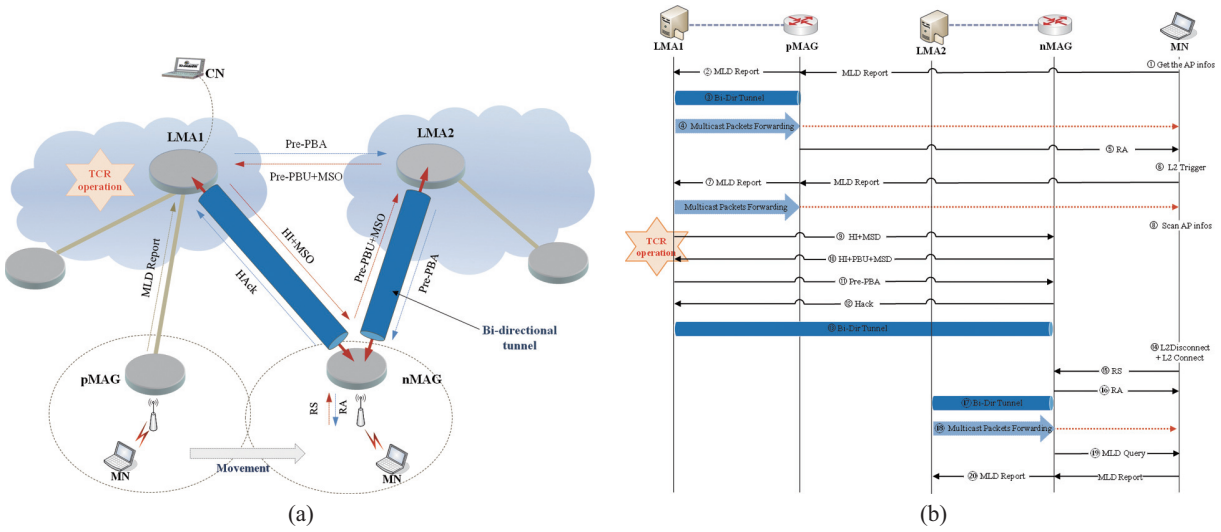 CN
LMA1
LMA2
Pre-PBA
Pre-PBU+MSO
TCR
operation
MLD Report
HI+MSO
HAck
Pre-PBU+MSO
Pre-PBA
Bi-directional
tunnel
pMAG
nMAG
RS
RA
MN
Movement
MN
(a)
LMA1
pMAG
LMA2
nMAG
MN
① Get the AP infos
② MLD Report
MLD Report
③ Bi-Dir Tunnel
④ Multicast Packets Forwarding
⑤ RA
⑥ L2 Trigger
⑦ MLD Report
MLD Report
Multicast Packets Forwarding
⑧ Scan AP infos
TCR
operation
⑨ HI+MSD
⑩ HI+PBU+MSD
⑪ Pre-PBA
⑫ Hack
⑬ Bi-Dir Tunnel
⑭ L2Disconnect
+ L2 Connect
⑮ RS
⑯ RA
⑰ Bi-Dir Tunnel
⑱ Multicast Packets Forwarding
⑲ MLD Query
⑳ MLD Report
MLD Report
(b)